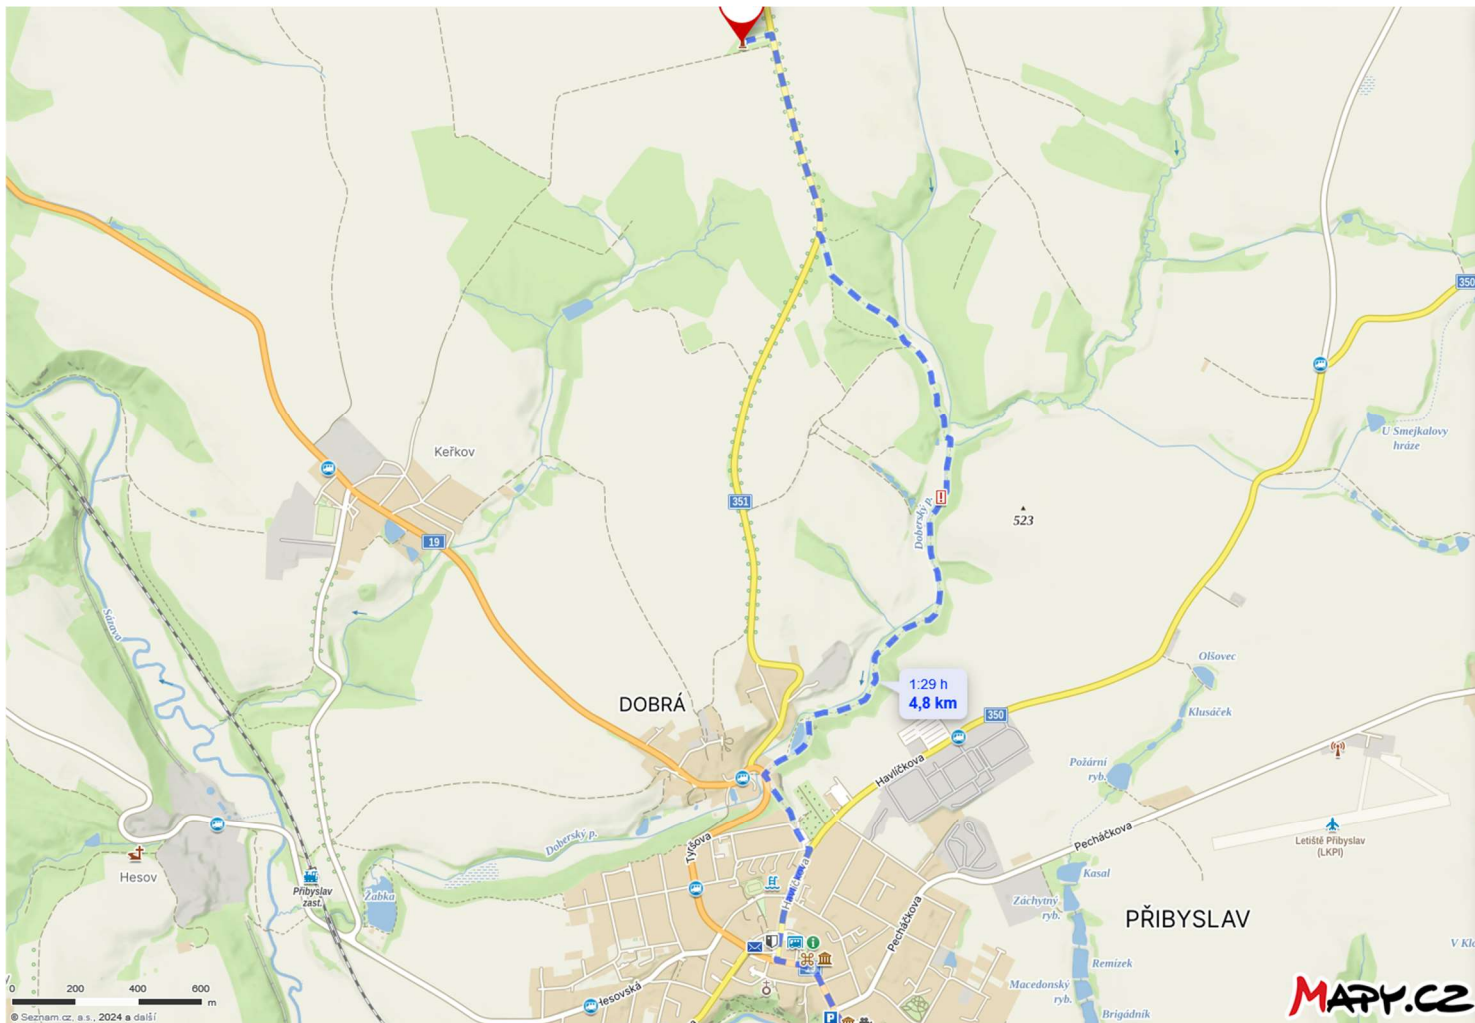 Keřkov
19
351
350
U Smejkalovy
hráze
Doberský p.
523
Sázava
DOBRÁ
1:29 h
4,8 km
350
Olšovec
Klusáček
Požární
ryb.
Havlíčkova
Pecháčkova
Letiště Přibyslav
(LKPI)
Doberský p.
Tyršova
Hesov
Přibyslav
zast.
Žabka
Havlíčkova
Pecháčkova
Kasal
Záchytný
ryb.
PŘIBYSLAV
Remízek
Macedonský
ryb.
Brigádník
Hesovská
P
0 200 400 600 m
© Seznam.cz, a.s., 2024 a další
MAPY.CZ